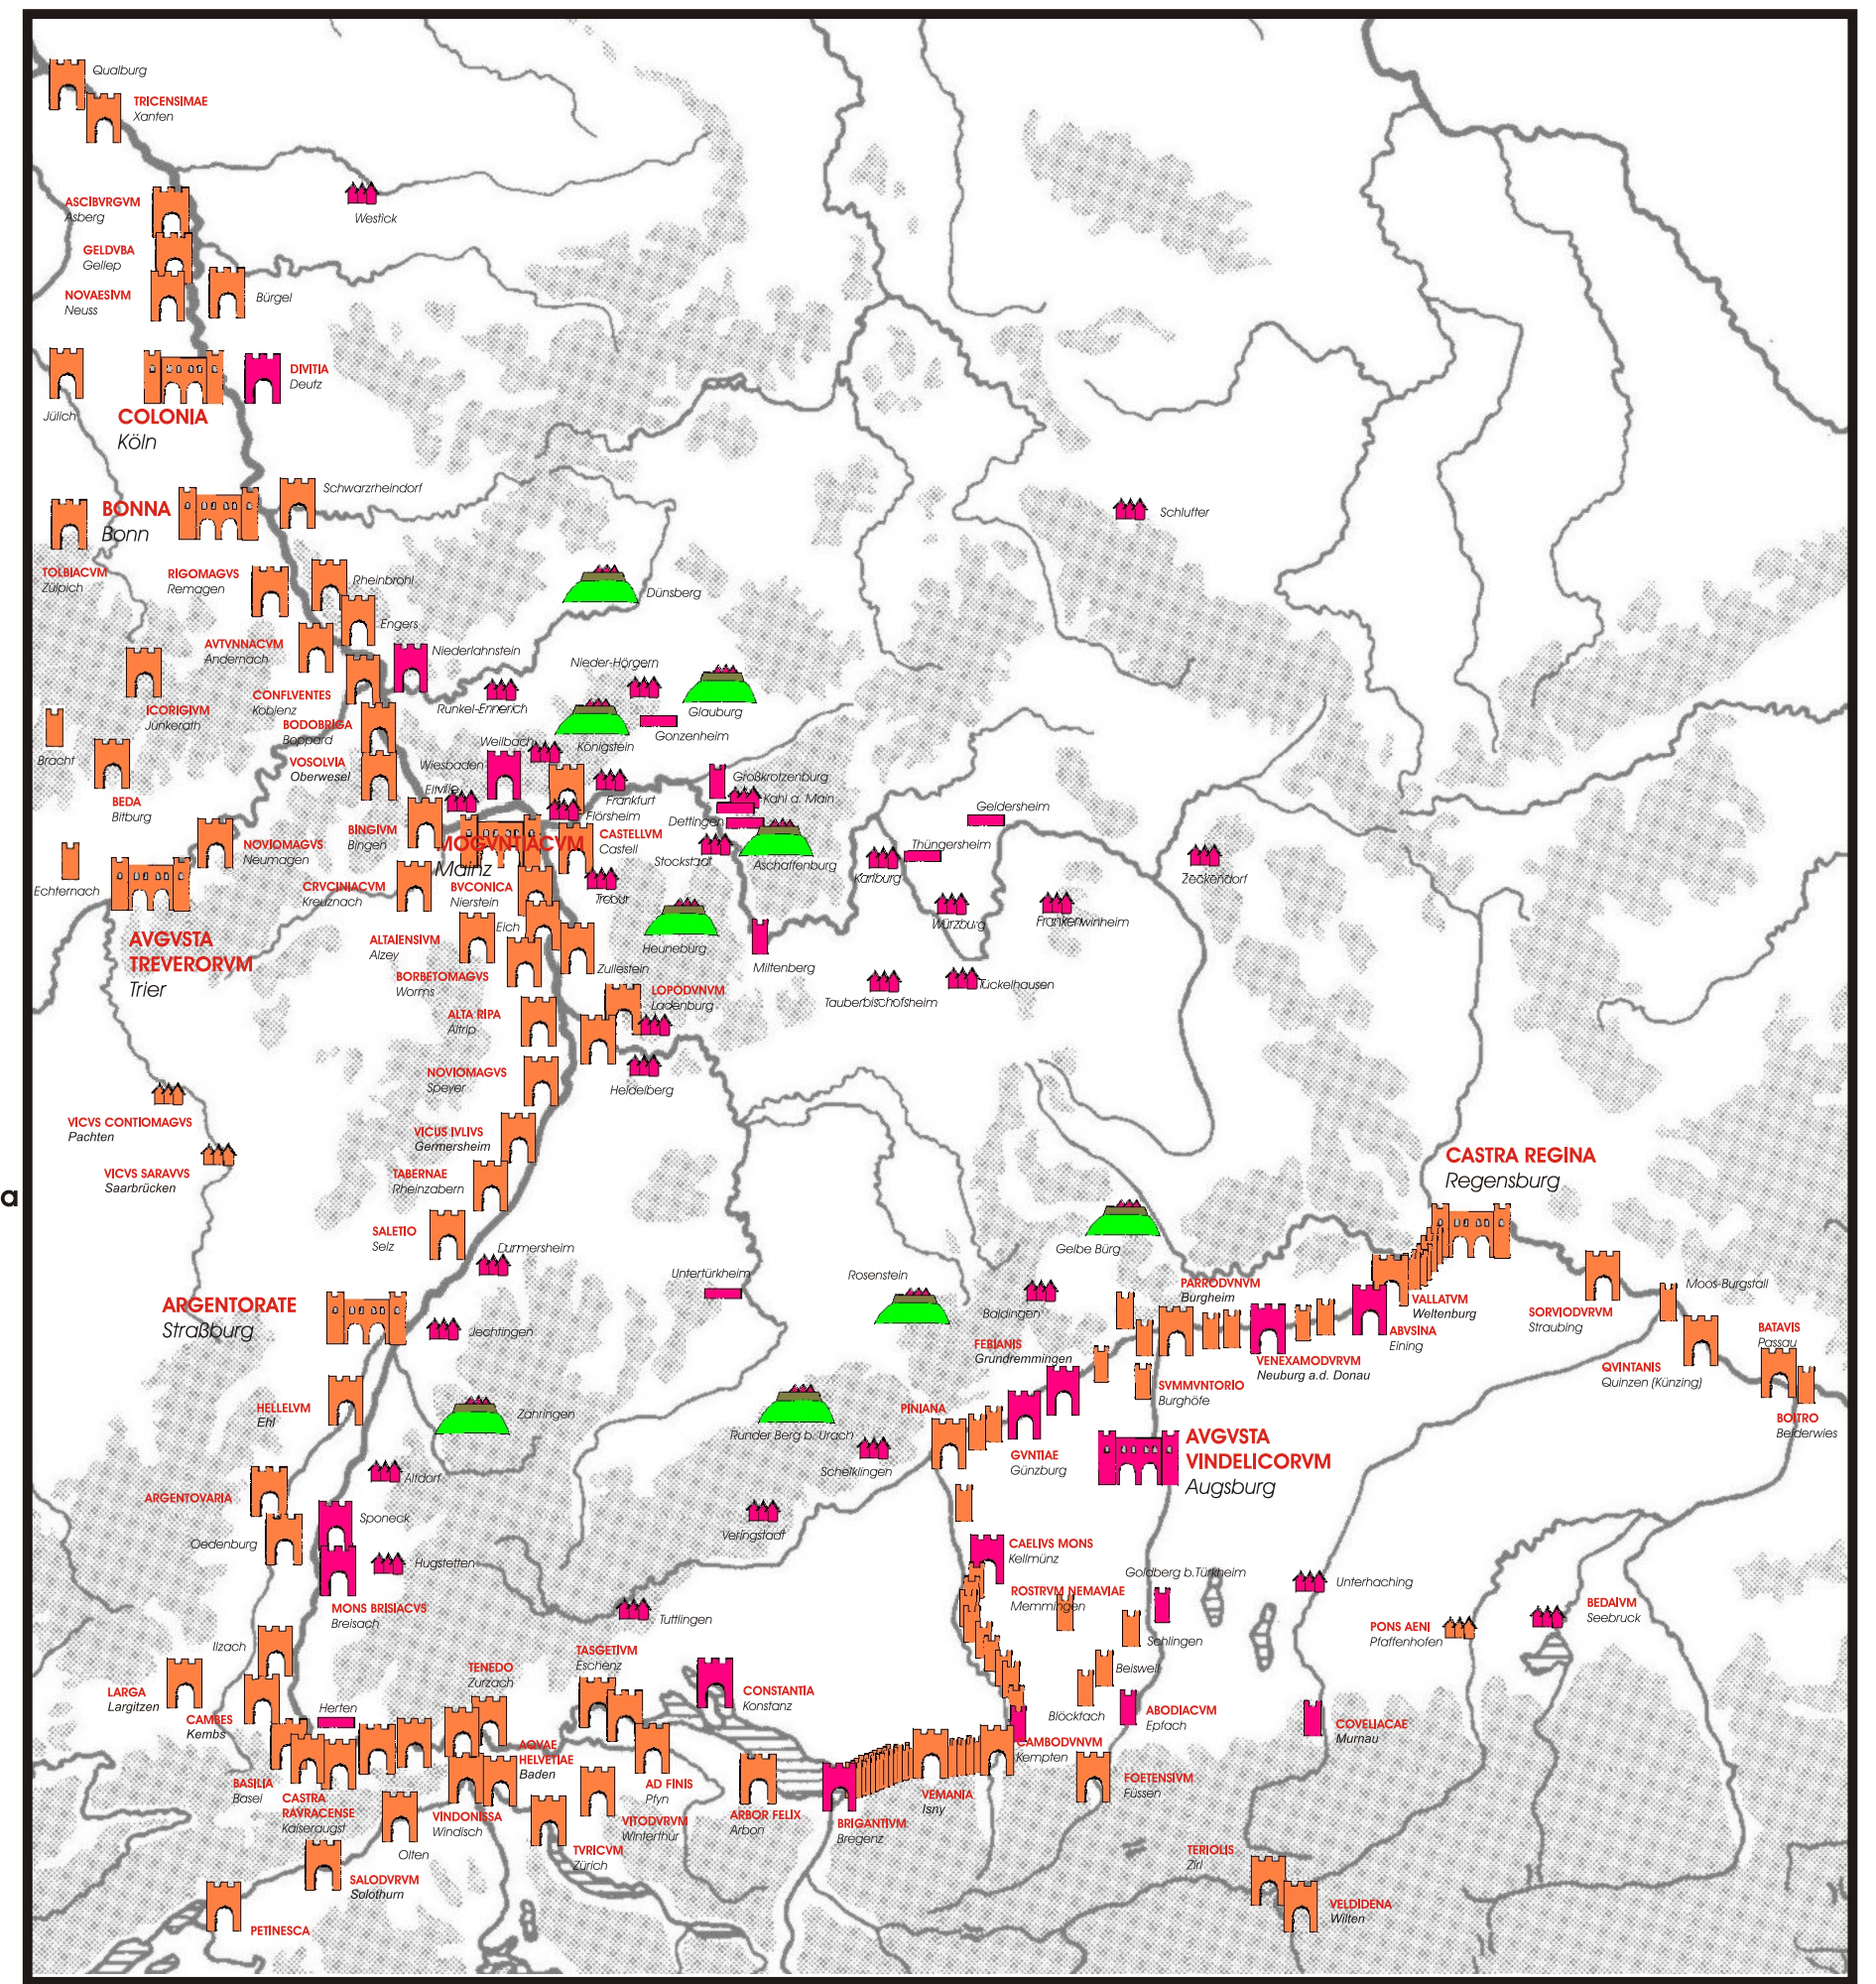 Qualburg
TRICENSIMAE
Xanten
ASCIBVRGVM
Asberg
Westick
GELDVBA
Gellep
NOVAESIVM
Neuss
Bürgel
DIVITIA
Deutz
Jülich
COLONIA
Köln
Schwarzrheindorf
BONNA
Bonn
Schlutter
TOLBIACVM
Zülpich
RIGOMAGVS
Remagen
Rheinbrohl
Dünsberg
Engers
AVTVNNACVM
Andernach
Niederlahnstein
Nieder-Hörgern
CONFLVENTES
Koblenz
Runkel-Ennerich
Glauburg
ICORIGIVM
Jünkerath
BODOBRIGA
Boppard
Weilbach
Königstein
Gonzenheim
Bracht
VOSOLVIA
Oberwesel
Wiesbaden
Großkrotzenburg
Eltville
Frankfurt
Kahl a. Main
BEDA
Bitburg
Flörsheim
Dettingen
Geldersheim
BINGIVM
Bingen
MOGVNTIACVM
Mainz
CASTELLVM
Castell
NOVIOMAGVS
Neumagen
Stockstadt
Aschaffenburg
Thüngersheim
Karlburg
Zeckendorf
Echternach
CRVCINIACVM
Kreuznach
BVCONICA
Nierstein
Trebur
Würzburg
Frankenwinheim
Eich
ALTAIENSIVM
Alzey
Heuneburg
AVGVSTA
TREVERORVM
Trier
BORBETOMAGVS
Worms
Zullestein
Miltenberg
Tauberbischofsheim
Tückelhausen
LOPODVNVM
Ladenburg
ALTA RIPA
Altrip
NOVIOMAGVS
Speyer
Heidelberg
VICVS CONTIOMAGVS
Pachten
VICUS IVLIVS
Germersheim
VICVS SARAVVS
Saarbrücken
TABERNAE
Rheinzabern
CASTRA REGINA
Regensburg
a
SALETIO
Selz
Durmersheim
Gelbe Bürg
Untertürkheim
Rosenstein
PARRODVNVM
Burgheim
Moos-Burgstall
ARGENTORATE
Straßburg
Baldingen
VALLATVM
Weltenburg
SORVIODVRVM
Straubing
Jechtingen
ABVSINA
Eining
BATAVIS
Passau
FEBIANIS
Grundremmingen
VENEXAMODVRVM
Neuburg a.d. Donau
QVINTANIS
Quinzen (Künzing)
SVMMVNTORIO
Burghöfe
HELLELVM
Ehl
Zähringen
PINIANA
BOITRO
Beiderwies
Runder Berg b. Urach
AVGVSTA
VINDELICORVM
Augsburg
GVNTIAE
Günzburg
Schelklingen
Altdorf
ARGENTOVARIA
Sponeck
Veringstadt
Oedenburg
CAELIVS MONS
Kellmünz
Hugstetten
Goldberg b.Türkheim
Unterhaching
MONS BRISIACVS
Breisach
ROSTRVM NEMAVIAE
Memmingen
BEDAIVM
Seebruck
Tuttlingen
PONS AENI
Pfaffenhofen
Ilzach
TASGETIVM
Eschenz
Schlingen
TENEDO
Zurzach
Beisweil
LARGA
Largitzen
CONSTANTIA
Konstanz
Herten
ABODIACVM
Epfach
Blöcktach
CAMBES
Kembs
COVELIACAE
Murnau
AQVAE
HELVETIAE
Baden
CAMBODVNVM
Kempten
BASILIA
Basel
AD FINIS
Pfyn
FOETENSIVM
Füssen
CASTRA
RAVRACENSE
Kaiseraugst
VINDONISSA
Windisch
VEMANIA
Isny
ARBOR FELIX
Arbon
VITODVRVM
Winterthur
BRIGANTIVM
Bregenz
Olten
TVRICVM
Zürich
TERIOLIS
Zirl
SALODVRVM
Solothurn
VELDIDENA
Wilten
PETINESCA